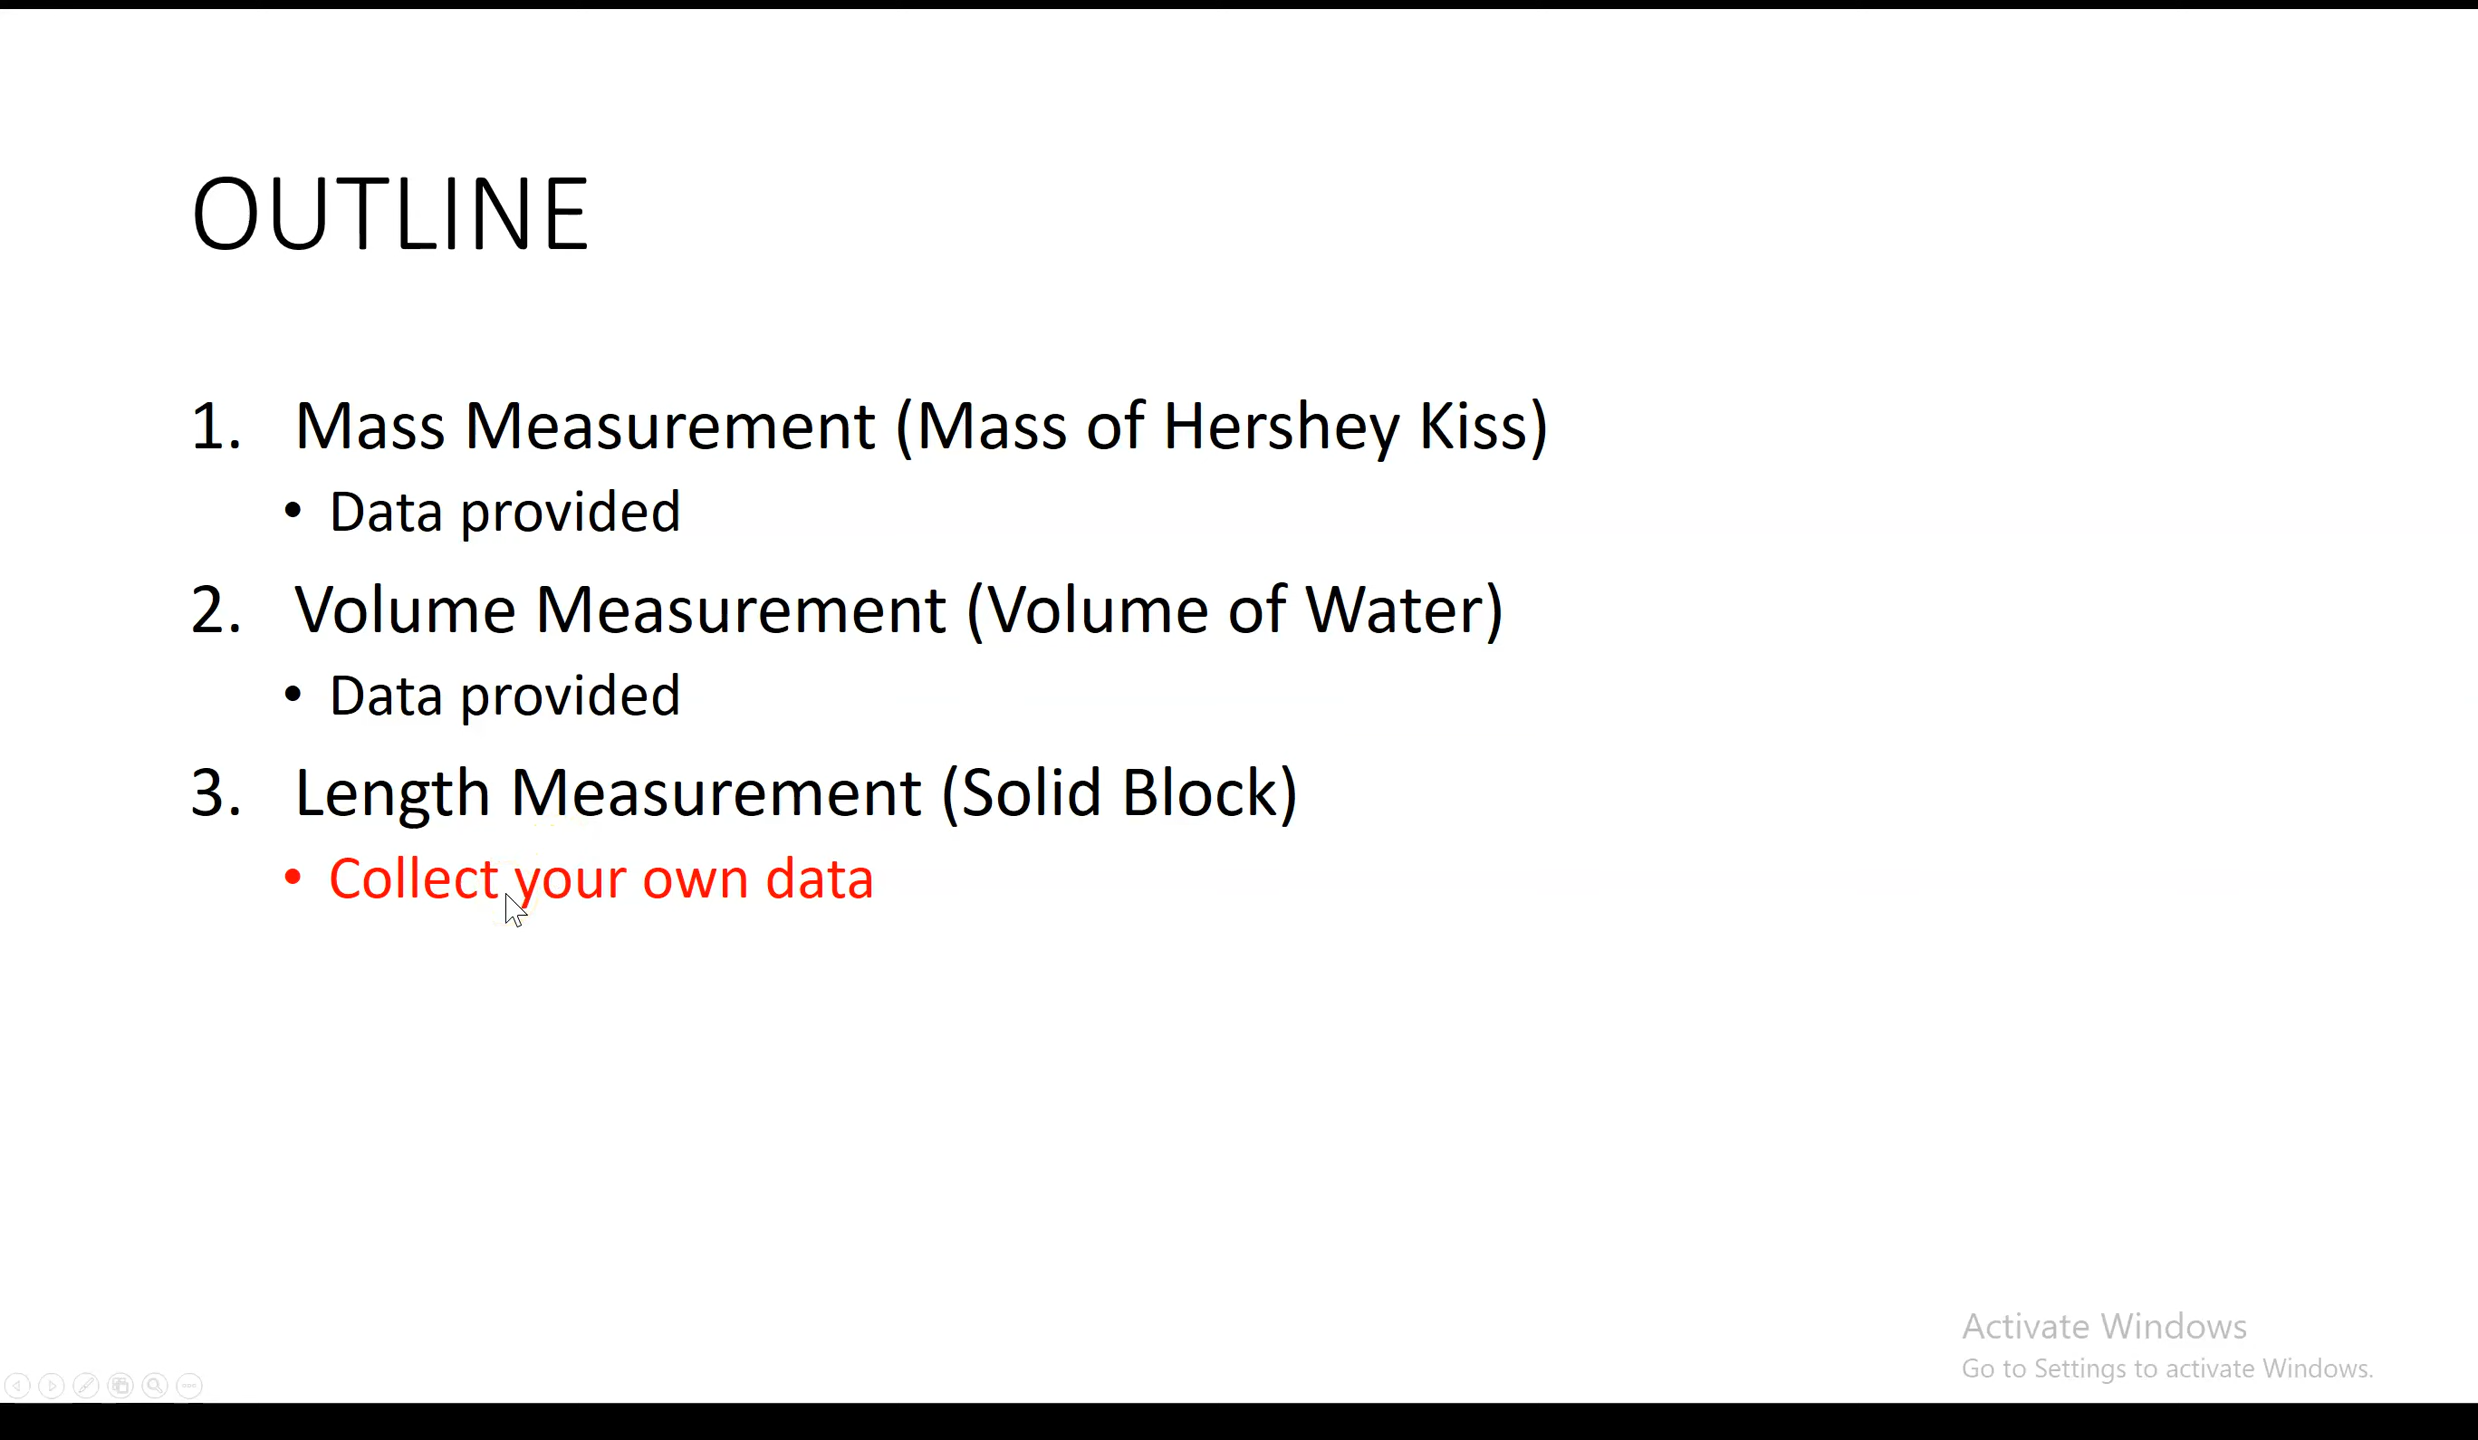 OUTLINE
1. Mass Measurement (Mass of Hershey Kiss)
• Data provided
2. Volume Measurement (Volume of Water)
• Data provided
3. Length Measurement (Solid Block)
• Collect your own data
Activate Windows
Go to Settings to activate Windows.